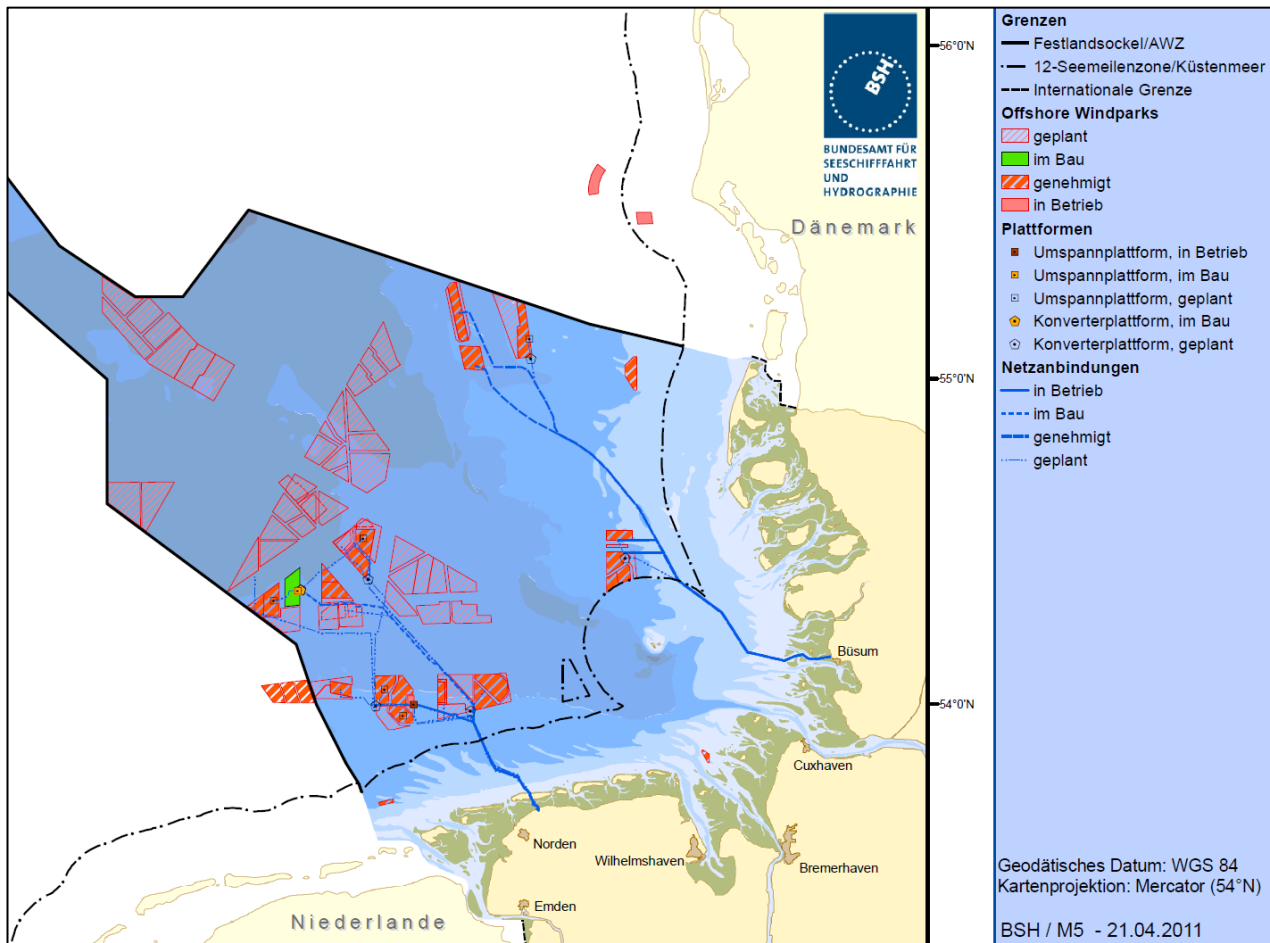 BSH
BUNDESAMT FÜR
SEESCHIFFFAHRT
UND
HYDROGRAPHIE
Dänemark
Büsum
Cuxhaven
Norden
Wilhelmshaven
Bremerhaven
Emden
Niederlande
56°0'N
55°0'N
54°0'N
Grenzen
Festlandsockel/AWZ
12-Seemeilenzone/Küstenmeer
Internationale Grenze
Offshore Windparks
geplant
im Bau
genehmigt
in Betrieb
Plattformen
Umspannplattform, in Betrieb
Umspannplattform, im Bau
Umspannplattform, geplant
Konverterplattform, im Bau
Konverterplattform, geplant
Netzanbindungen
in Betrieb
im Bau
genehmigt
geplant
Geodätisches Datum: WGS 84
Kartenprojektion: Mercator (54°N)
BSH / M5 - 21.04.2011